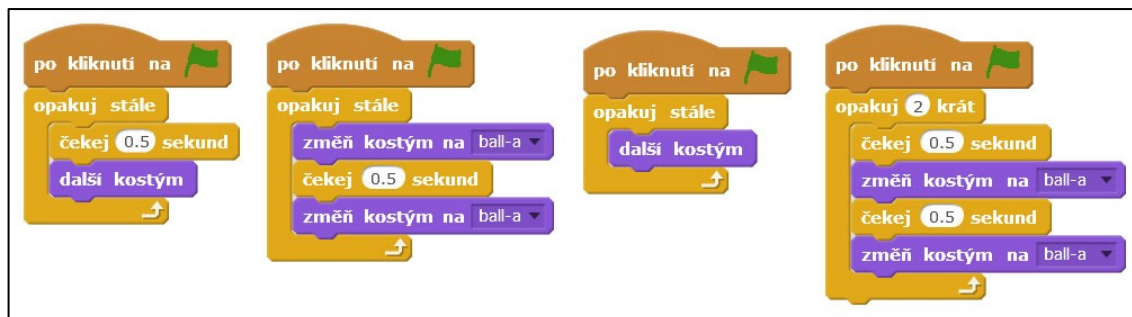 po kliknutí na
opakuj stále
čekej 0.5 sekund
další kostým
po kliknutí na
opakuj stále
změň kostým na ball-a
čekej 0.5 sekund
změň kostým na ball-a
po kliknutí na
opakuj stále
další kostým
po kliknutí na
opakuj 2 krát
čekej 0.5 sekund
změň kostým na ball-a
čekej 0.5 sekund
změň kostým na ball-a